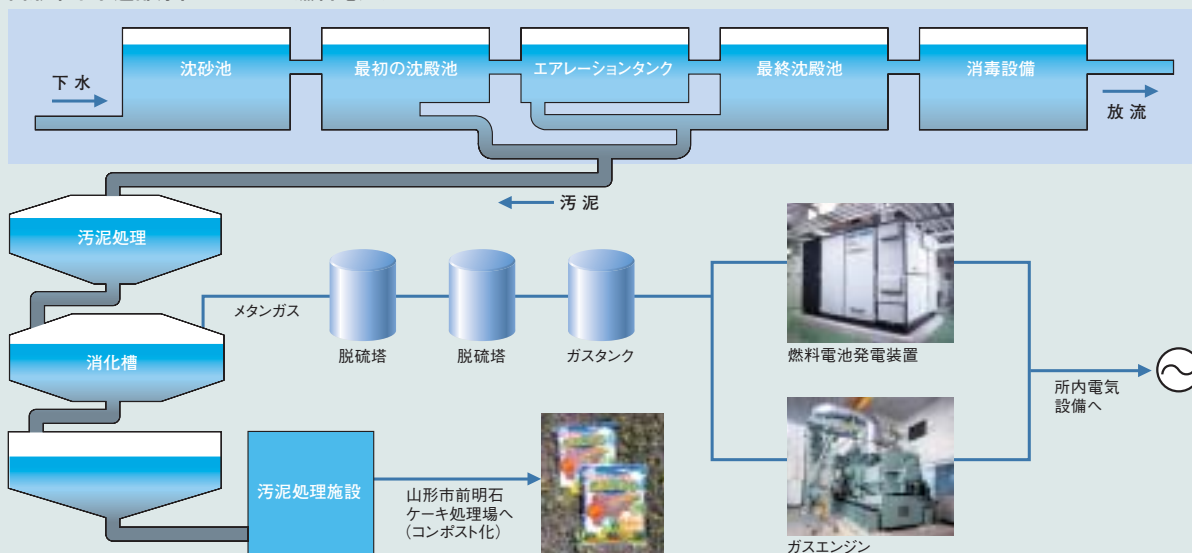 沈砂池
最初の沈殿池
エアレーションタンク
最終沈殿池
消毒設備
下水
放流
汚泥
汚泥処理
メタンガス
脱硫塔
脱硫塔
ガスタンク
燃料電池発電装置
消化槽
所内電気
設備へ
汚泥処理施設
山形市前明石
ケーキ処理場へ
(コンポスト化)
ガスエンジン